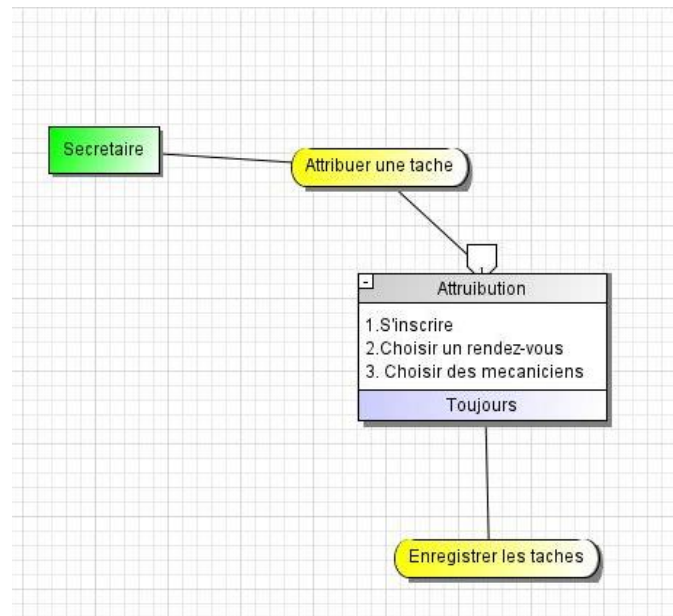 Secretaire
Attribuer une tache
Attruibution
1.S'inscrire
2.Choisir un rendez-vous
3. Choisir des mecaniciens
Toujours
Enregistrer les taches